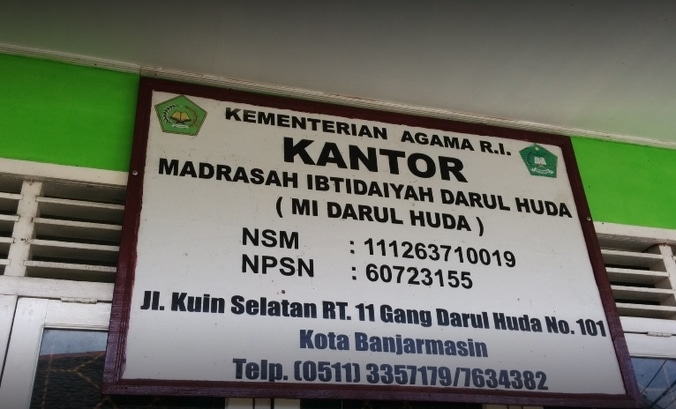 KEMENTERIAN AGAMA R.I.
KANTOR
MADRASAH IBTIDAIYAH DARUL HUDA
( MI DARUL HUDA )
NSM : 111263710019
NPSN : 60723155
Jl. Kuin Selatan RT. 11 Gang Darul Huda No. 101
Kota Banjarmasin
Telp. (0511) 3357179/7634382